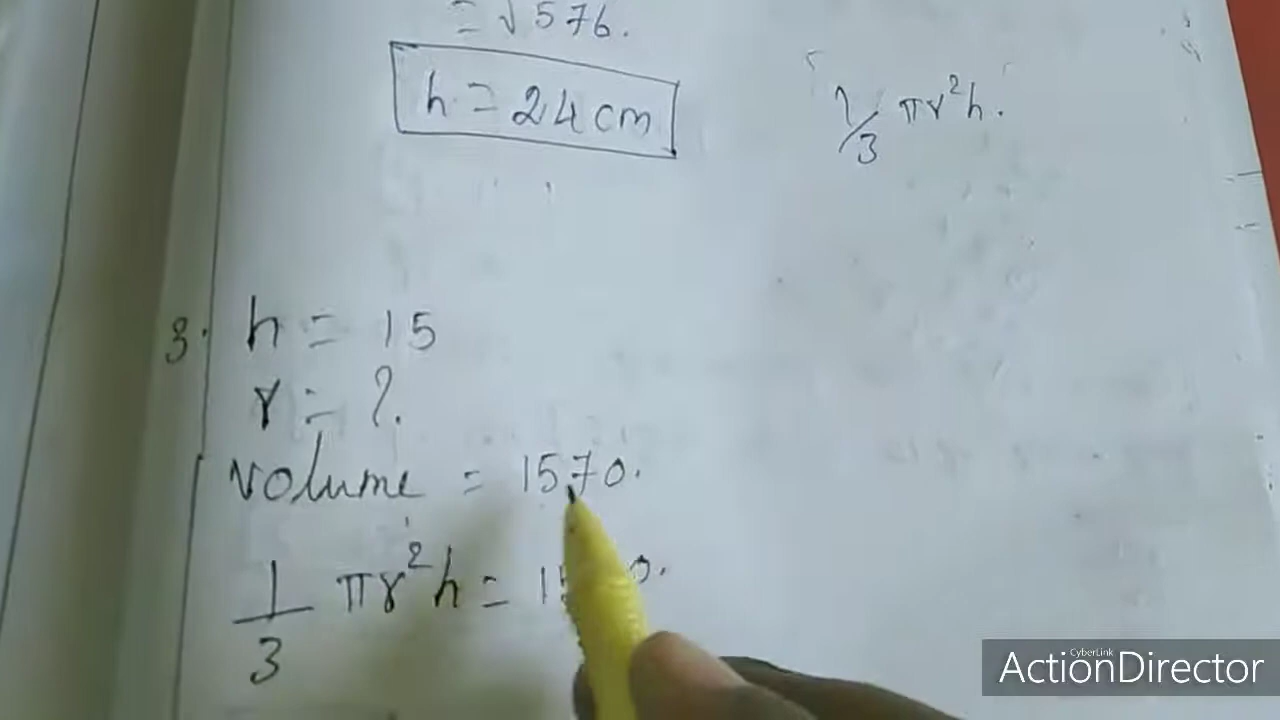 = √576.
h = 24 cm
1/3 πr²h.
3. h = 15
r = ?.
volume = 1570.
1/3 πr²h =
CyberLink
ActionDirector